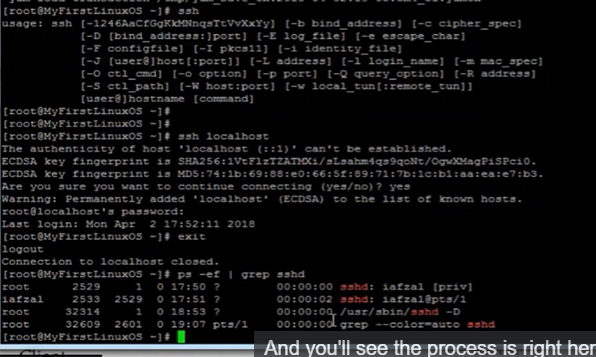 [root@MyFirstLinuxOS ~]# ssh
usage: ssh [-1246AaCfGgKkMNnqsTtVvXxYy] [-b bind_address] [-c cipher_spec]
[-D [bind_address:]port] [-E log_file] [-e escape_char]
[-F configfile] [-I pkcs11] [-i identity_file]
[-J [user@]host[:port]] [-L address] [-l login_name] [-m mac_spec]
[-O ctl_cmd] [-o option] [-p port] [-Q query_option] [-R address]
[-S ctl_path] [-W host:port] [-w local_tun[:remote_tun]]
[user@]hostname [command]
[root@MyFirstLinuxOS ~]#
[root@MyFirstLinuxOS ~]#
[root@MyFirstLinuxOS ~]# ssh localhost
The authenticity of host 'localhost (::1)' can't be established.
ECDSA key fingerprint is SHA256:1VtFlzTZATMXi/sLsahm4qs9qoNt/OgwXMagPiSPci0.
ECDSA key fingerprint is MD5:74:1b:69:88:e0:66:5f:89:71:7b:1c:b1:aa:ea:e7:b3.
Are you sure you want to continue connecting (yes/no)? yes
Warning: Permanently added 'localhost' (ECDSA) to the list of known hosts.
root@localhost's password:
Last login: Mon Apr 2 17:52:11 2018
[root@MyFirstLinuxOS ~]# exit
logout
Connection to localhost closed.
[root@MyFirstLinuxOS ~]# ps -ef | grep sshd
root 2529 1 0 17:50 ? 00:00:00 sshd: iafzal [priv]
iafzal 2533 2529 0 17:51 ? 00:00:02 sshd: iafzal@pts/1
root 32314 1 0 18:53 ? 00:00:00 /usr/sbin/sshd -D
root 32609 2601 0 19:07 pts/1 00:00:00 grep --color=auto sshd
[root@MyFirstLinuxOS ~]#
And you'll see the process is right her